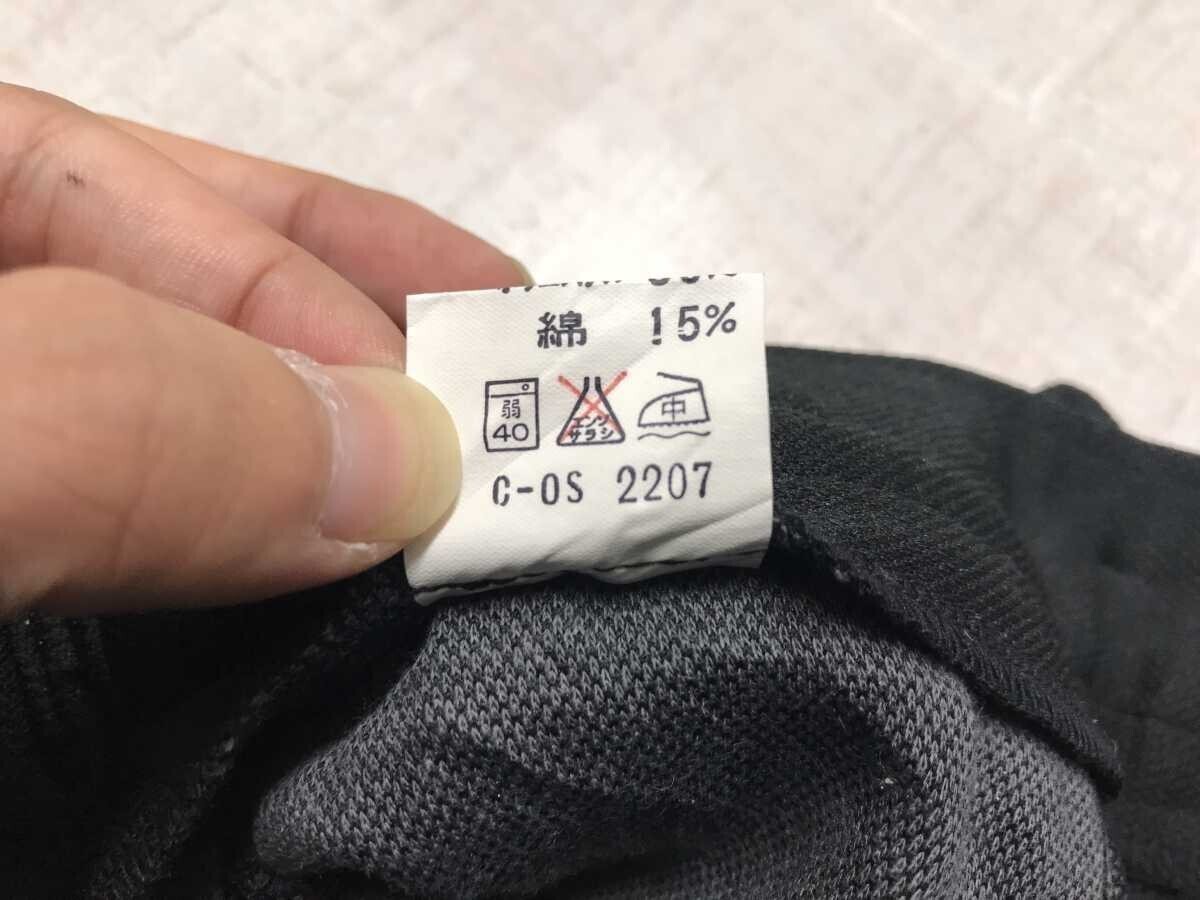 綿 15%
弱 40
エンソ サラシ
中
C-OS 2207